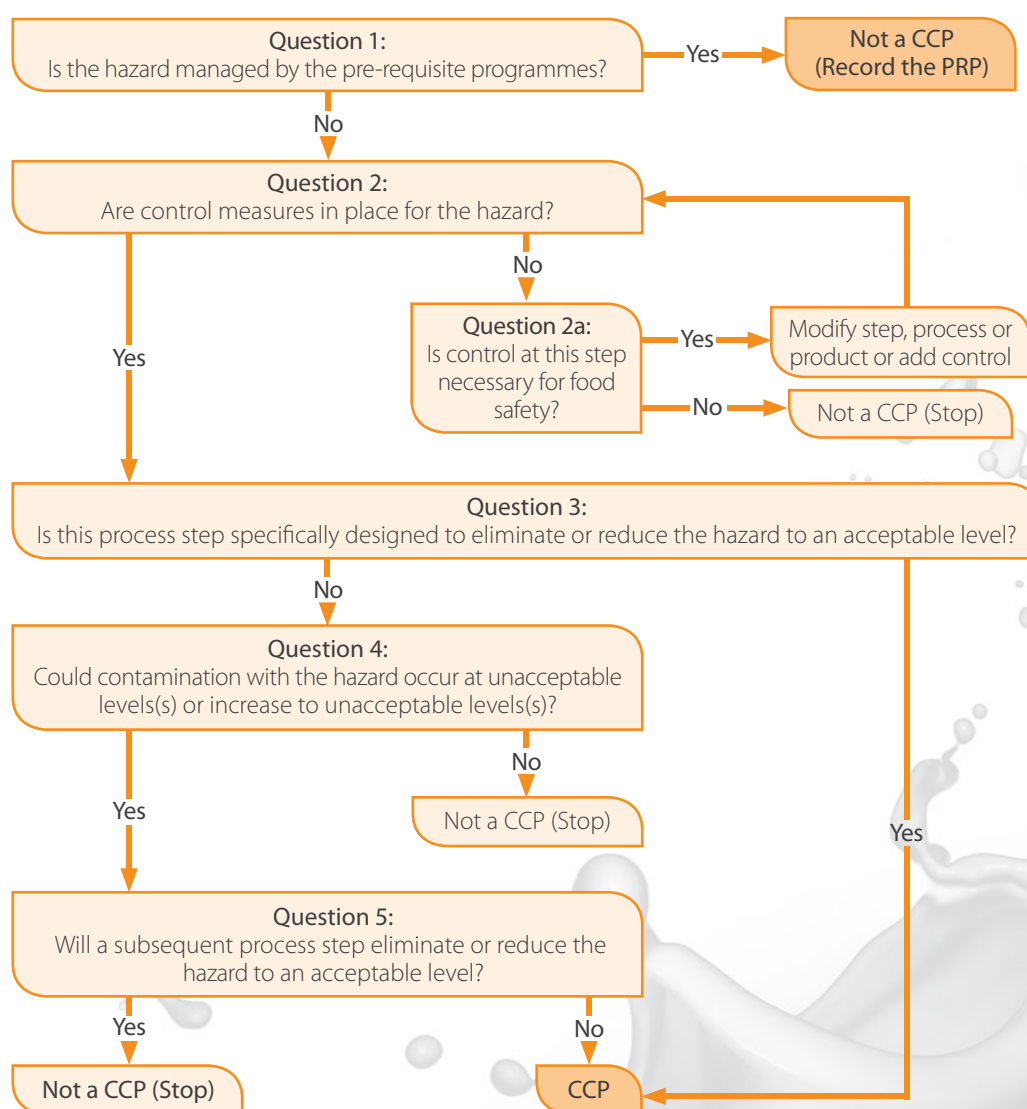 Question 1:
Is the hazard managed by the pre-requisite programmes?
Yes
Not a CCP
(Record the PRP)
No
Question 2:
Are control measures in place for the hazard?
No
Yes
Question 2a:
Is control at this step
necessary for food
safety?
Yes
Modify step, process or
product or add control
No
Not a CCP (Stop)
Question 3:
Is this process step specifically designed to eliminate or reduce the hazard to an acceptable level?
No
Question 4:
Could contamination with the hazard occur at unacceptable
levels(s) or increase to unacceptable levels(s)?
No
Yes
Not a CCP (Stop)
Yes
Question 5:
Will a subsequent process step eliminate or reduce the
hazard to an acceptable level?
Yes
No
Not a CCP (Stop)
CCP